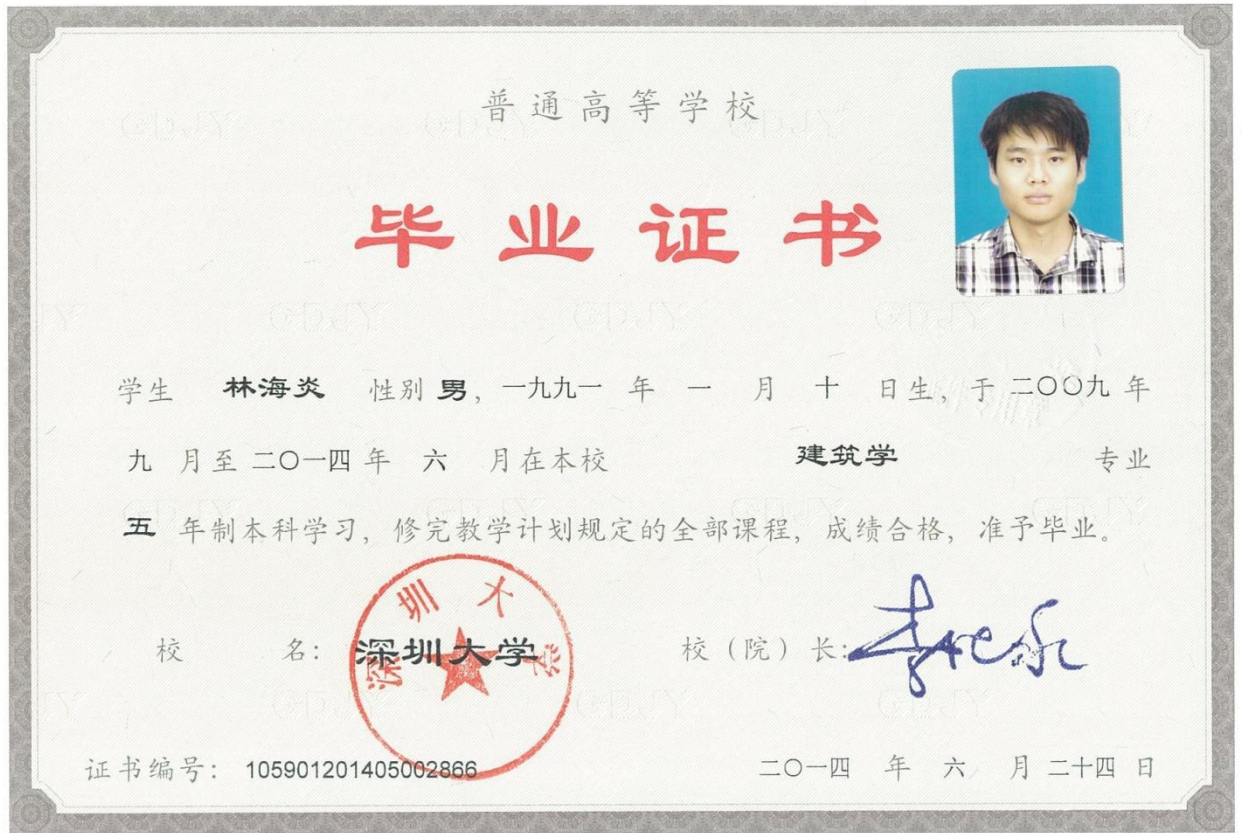 普通高等学校
毕业证书
学生 林海炎 性别 男, 一九九一 年 一 月 十 日生, 于 二〇〇九 年
九 月至 二〇一四 年 六 月在本校 建筑学 专业
五 年制本科学习, 修完教学计划规定的全部课程, 成绩合格, 准予毕业。
深圳大学
校 名: 深圳大学 校(院)长:
证书编号: 105901201405002866 二〇一四 年 六 月 二十四 日